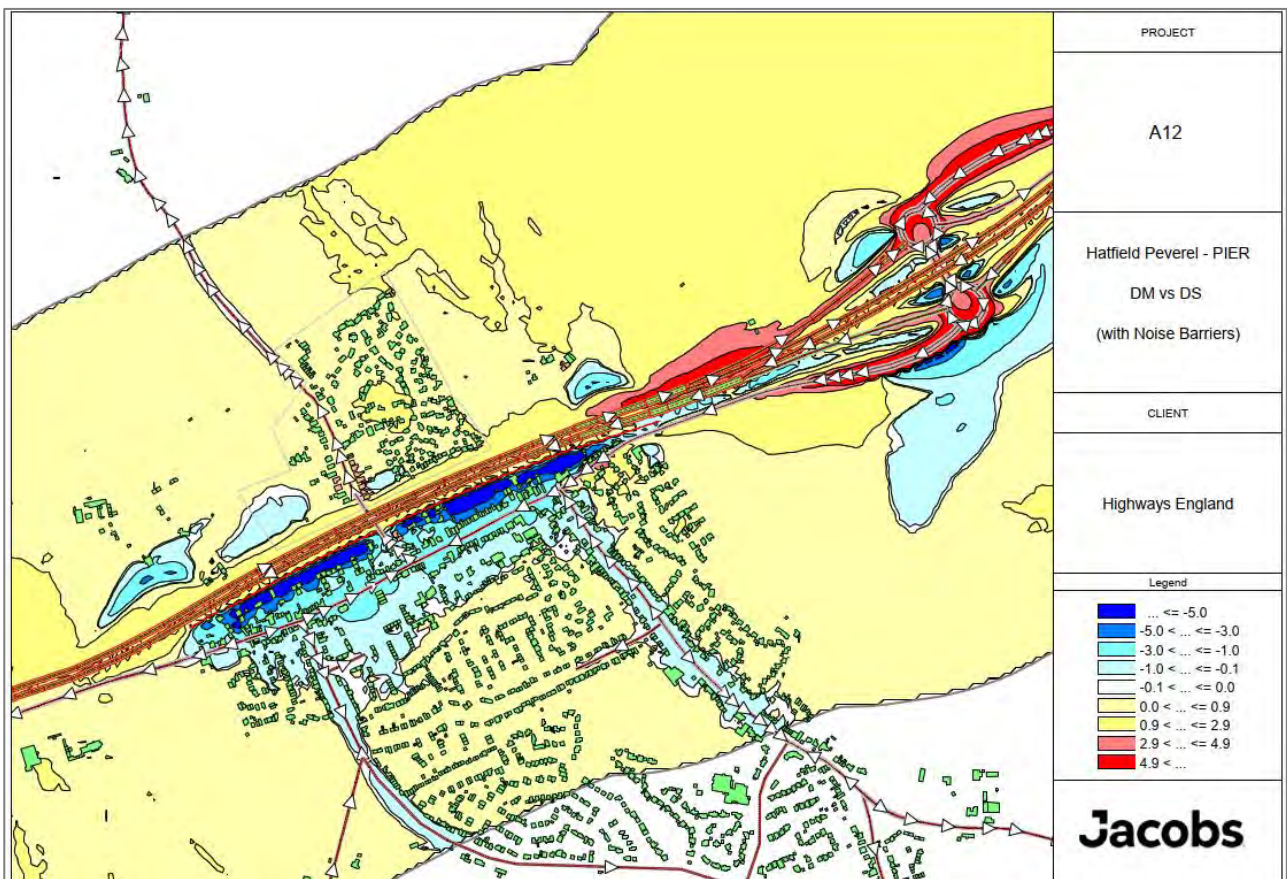 PROJECT
A12
Hatfield Peverel - PIER
DM vs DS
(with Noise Barriers)
CLIENT
Highways England
Legend
... <= -5.0
-5.0 < ... <= -3.0
-3.0 < ... <= -1.0
-1.0 < ... <= -0.1
-0.1 < ... <= 0.0
0.0 < ... <= 0.9
0.9 < ... <= 2.9
2.9 < ... <= 4.9
4.9 < ...
Jacobs